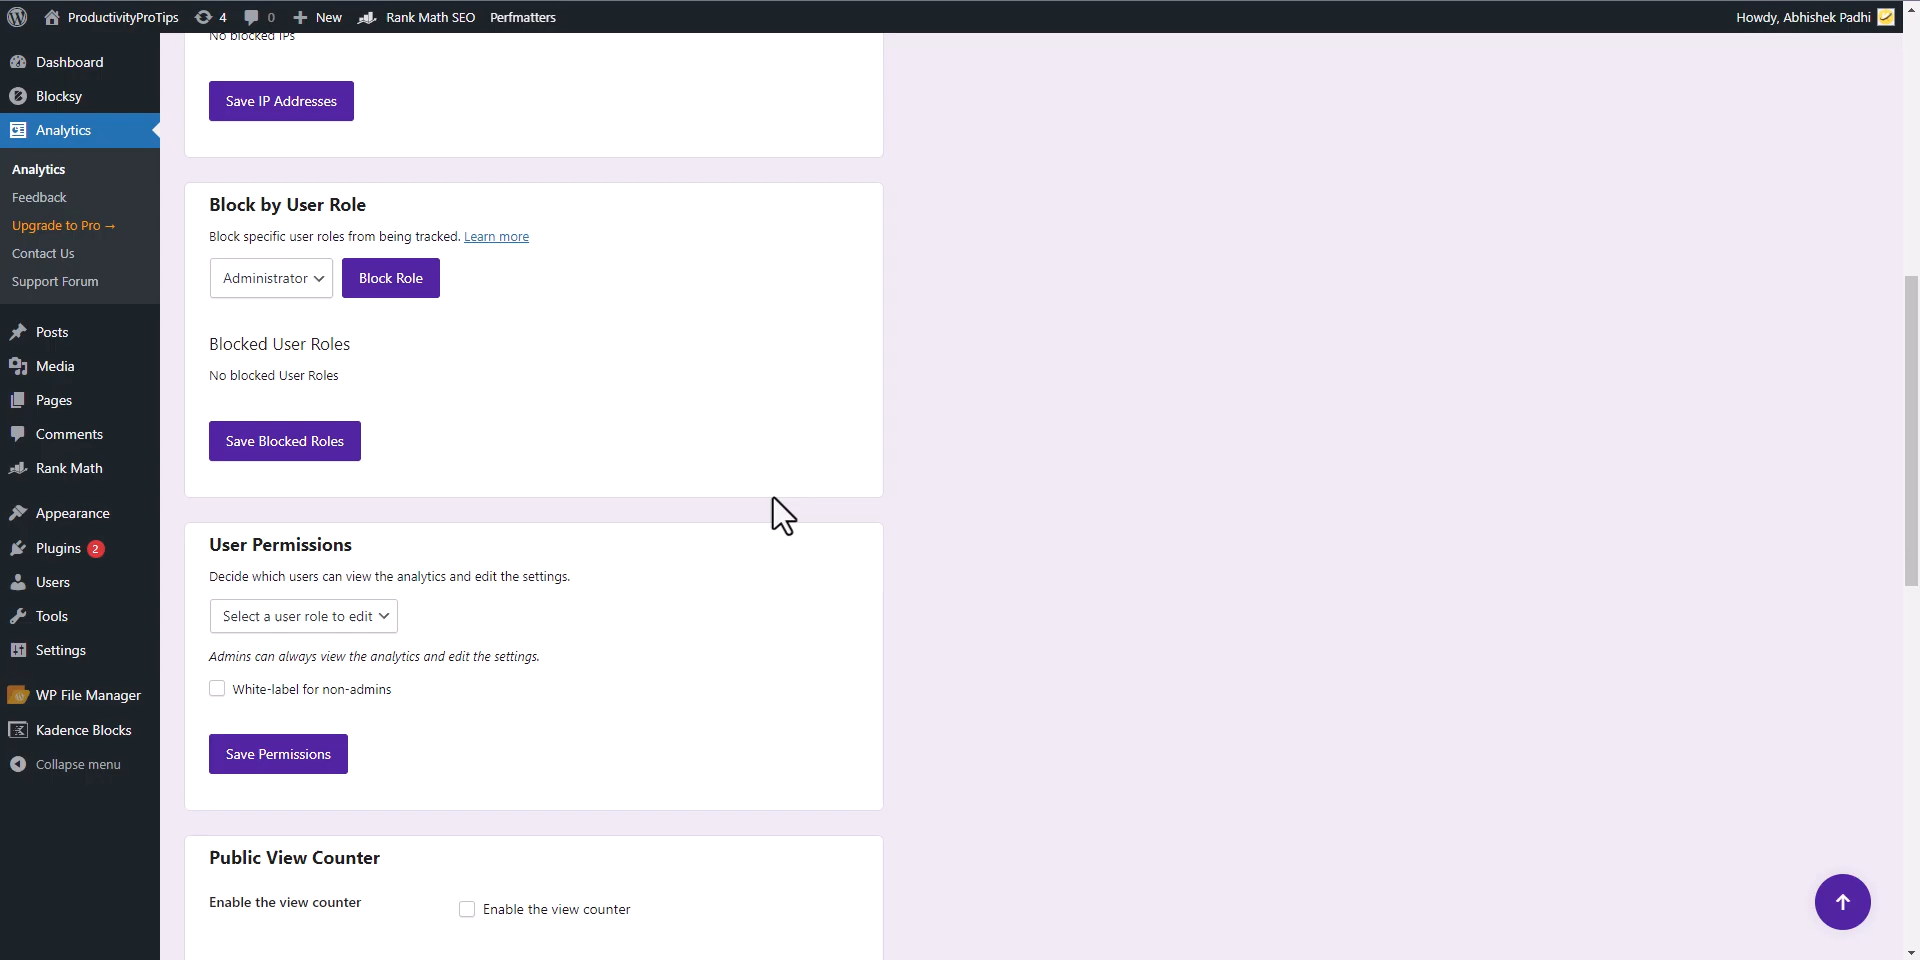 ProductivityProTips
4
0
New
Rank Math SEO
Perfmatters
Howdy, Abhishek Padhi
Dashboard
Blocksy
Analytics
Analytics
Feedback
Upgrade to Pro →
Contact Us
Support Forum
Posts
Media
Pages
Comments
Rank Math
Appearance
Plugins 2
Users
Tools
Settings
WP File Manager
Kadence Blocks
Collapse menu
No blocked IPs
Save IP Addresses
Block by User Role
Block specific user roles from being tracked. Learn more
Administrator
Block Role
Blocked User Roles
No blocked User Roles
Save Blocked Roles
User Permissions
Decide which users can view the analytics and edit the settings.
Select a user role to edit
Admins can always view the analytics and edit the settings.
White-label for non-admins
Save Permissions
Public View Counter
Enable the view counter
Enable the view counter